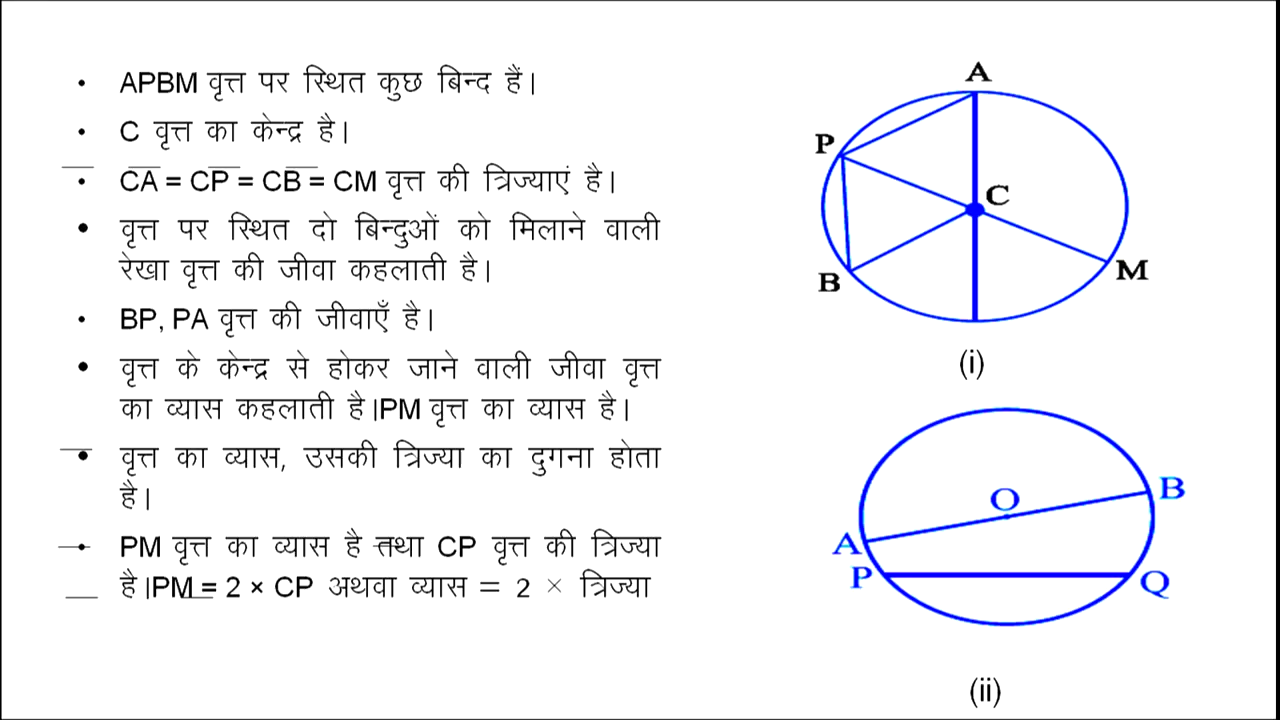 • APBM वृत्त पर स्थित कुछ बिन्द हैं।
• C वृत्त का केन्द्र है।
• CA = CP = CB = CM वृत्त की त्रिज्याएं है।
• वृत्त पर स्थित दो बिन्दुओं को मिलाने वाली
रेखा वृत्त की जीवा कहलाती है।
• BP, PA वृत्त की जीवाएँ है।
• वृत्त के केन्द्र से होकर जाने वाली जीवा वृत्त
का व्यास कहलाती है।PM वृत्त का व्यास है।
• वृत्त का व्यास, उसकी त्रिज्या का दुगना होता
है।
• PM वृत्त का व्यास है तथा CP वृत्त की त्रिज्या
है।PM = 2 × CP अथवा व्यास = 2 × त्रिज्या
A
P
C
B
M
(i)
O
B
A
P
Q
(ii)